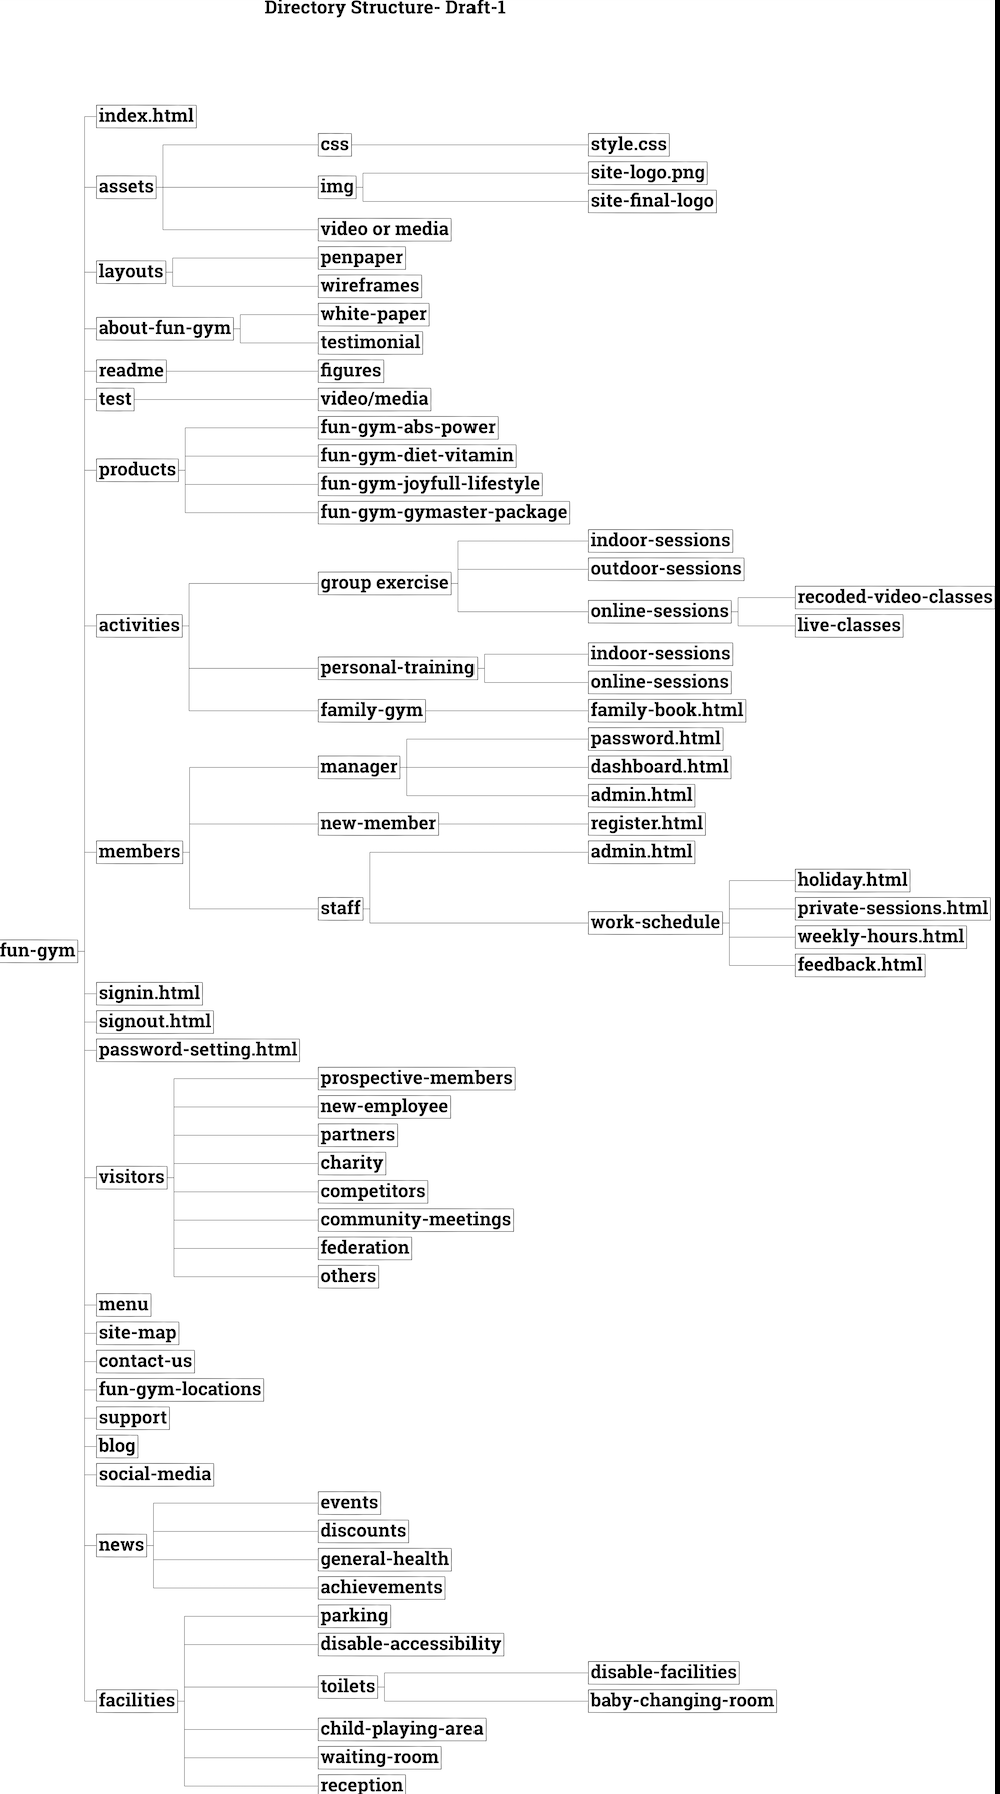 Directory Structure- Draft-1
index.html
css
style.css
assets
img
site-logo.png
site-final-logo
video or media
layouts
penpaper
wireframes
about-fun-gym
white-paper
testimonial
readme
figures
test
video/media
products
fun-gym-abs-power
fun-gym-diet-vitamin
fun-gym-joyfull-lifestyle
fun-gym-gymaster-package
activities
group exercise
indoor-sessions
outdoor-sessions
online-sessions
recoded-video-classes
live-classes
personal-training
indoor-sessions
online-sessions
family-gym
family-book.html
members
manager
password.html
dashboard.html
admin.html
new-member
register.html
staff
admin.html
work-schedule
holiday.html
private-sessions.html
weekly-hours.html
feedback.html
fun-gym
signin.html
signout.html
password-setting.html
visitors
prospective-members
new-employee
partners
charity
competitors
community-meetings
federation
others
menu
site-map
contact-us
fun-gym-locations
support
blog
social-media
news
events
discounts
general-health
achievements
facilities
parking
disable-accessibility
toilets
disable-facilities
baby-changing-room
child-playing-area
waiting-room
reception